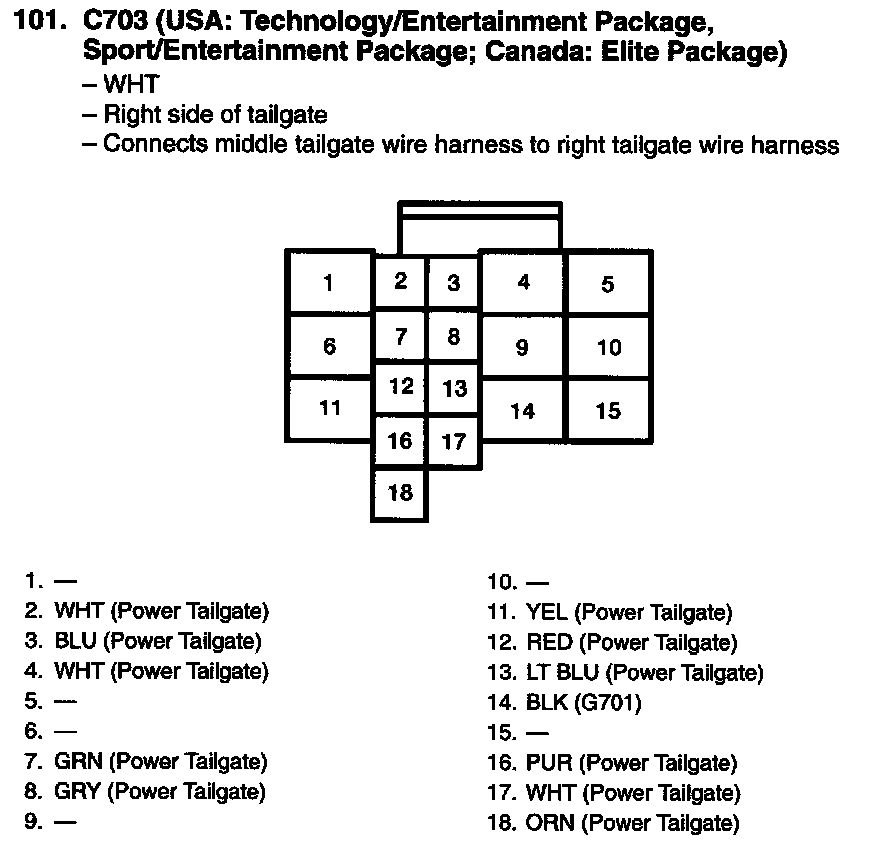 101. C703 (USA: Technology/Entertainment Package,
Sport/Entertainment Package; Canada: Elite Package)
– WHT
– Right side of tailgate
– Connects middle tailgate wire harness to right tailgate wire harness
1 2 3 4 5
6 7 8 9 10
11 12 13 14 15
16 17
18
1. —
2. WHT (Power Tailgate)
3. BLU (Power Tailgate)
4. WHT (Power Tailgate)
5. —
6. —
7. GRN (Power Tailgate)
8. GRY (Power Tailgate)
9. —
10. —
11. YEL (Power Tailgate)
12. RED (Power Tailgate)
13. LT BLU (Power Tailgate)
14. BLK (G701)
15. —
16. PUR (Power Tailgate)
17. WHT (Power Tailgate)
18. ORN (Power Tailgate)